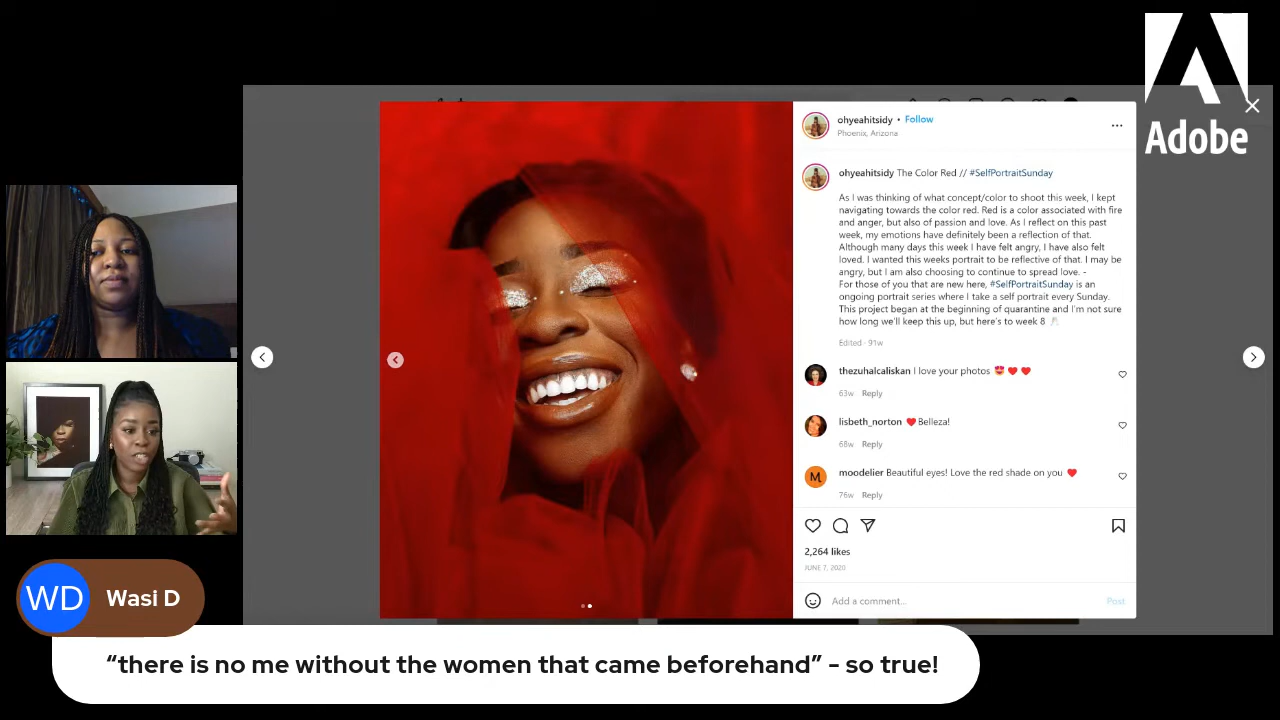 Adobe
ohyeahitsidy • Follow
Phoenix, Arizona
ohyeahitsidy The Color Red // #SelfPortraitSunday
As I was thinking of what concept/color to shoot this week, I kept
navigating towards the color red. Red is a color associated with fire
and anger, but also of passion and love. As I reflect on this past
week, my emotions have definitely been a reflection of that.
Although many days this week I have felt angry, I have also felt
loved. I wanted this weeks portrait to be reflective of that. I may be
angry, but I am also choosing to continue to spread love. -
For those of you that are new here, #SelfPortraitSunday is an
ongoing portrait series where I take a self portrait every Sunday.
This project began at the beginning of quarantine and I'm not sure
how long we'll keep this up, but here's to week 8
Edited · 91w
thezuhalcaliskan I love your photos 😍❤️❤️
63w Reply
lisbeth_norton ❤️Belleza!
68w Reply
M
moodelier Beautiful eyes! Love the red shade on you ❤️
76w Reply
2,264 likes
JUNE 7, 2020
Add a comment...
Post
WD Wasi D
“there is no me without the women that came beforehand” - so true!